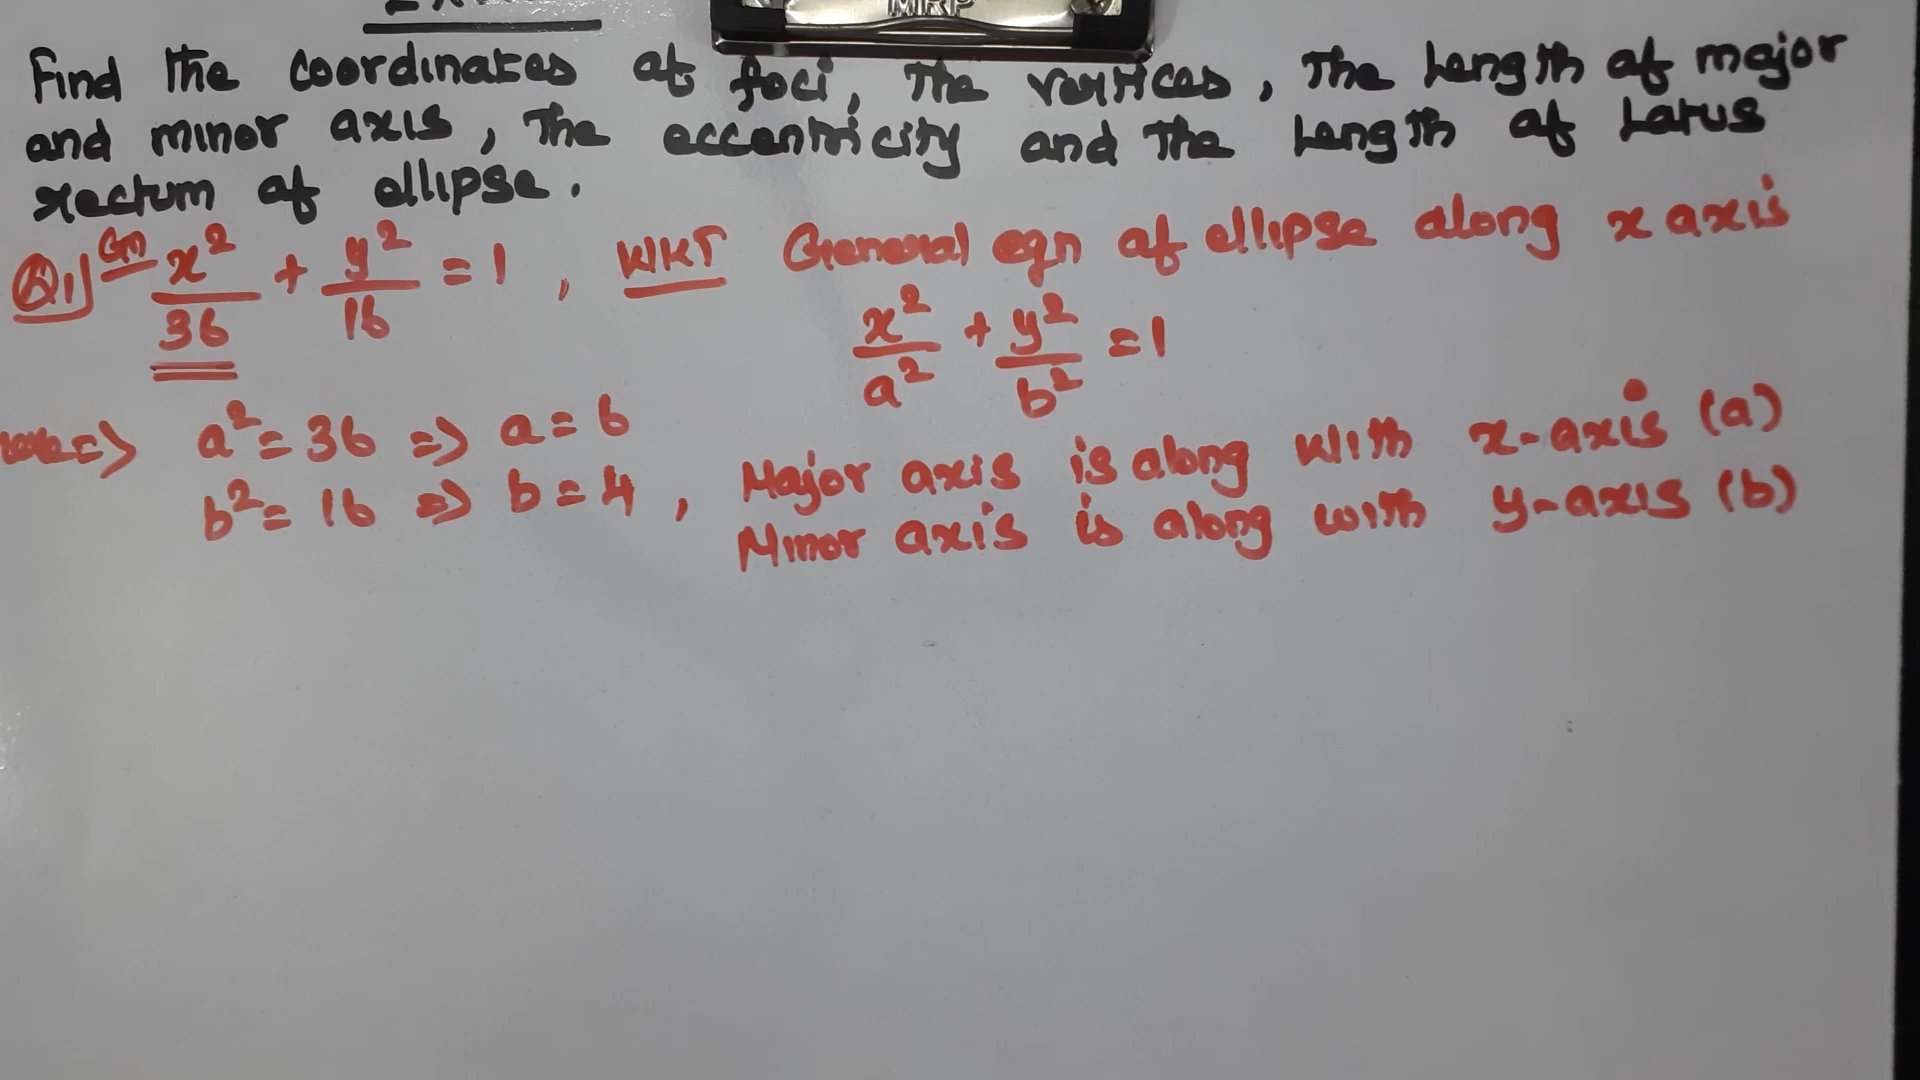 MRP
Find the coordinates of foci, The vertices, The Length of major
and minor axis, The eccentricity and The Length of Latus
rectum of ellipse.
Q1) Gn x²/36 + y²/16 = 1, WKT General eqn of ellipse along x axis
x²/a² + y²/b² = 1
=> a² = 36 => a = 6
b² = 16 => b = 4, Major axis is along with x-axis (a)
Minor axis is along with y-axis (b)